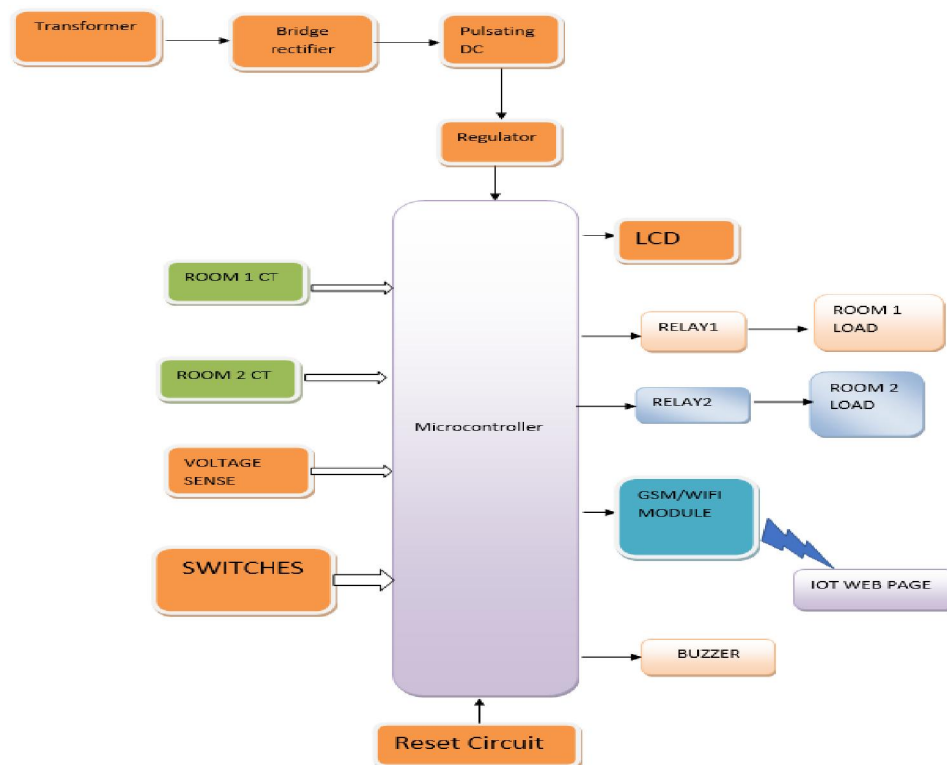 Transformer
Bridge
rectifier
Pulsating
DC
Regulator
LCD
ROOM 1 CT
RELAY1
ROOM 1
LOAD
ROOM 2 CT
RELAY2
ROOM 2
LOAD
Microcontroller
VOLTAGE
SENSE
GSM/WIFI
MODULE
SWITCHES
IOT WEB PAGE
BUZZER
Reset Circuit